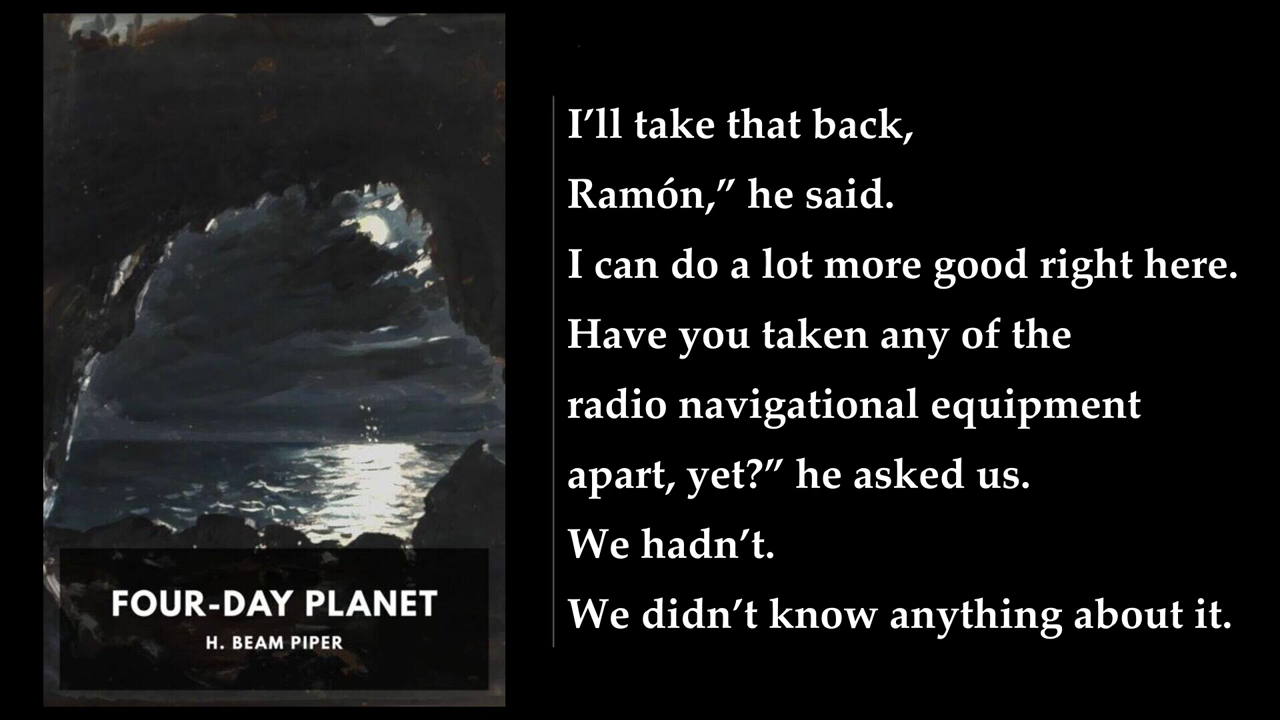 FOUR-DAY PLANET
H. BEAM PIPER
I’ll take that back,
Ramón,” he said.
I can do a lot more good right here.
Have you taken any of the
radio navigational equipment
apart, yet?” he asked us.
We hadn’t.
We didn’t know anything about it.